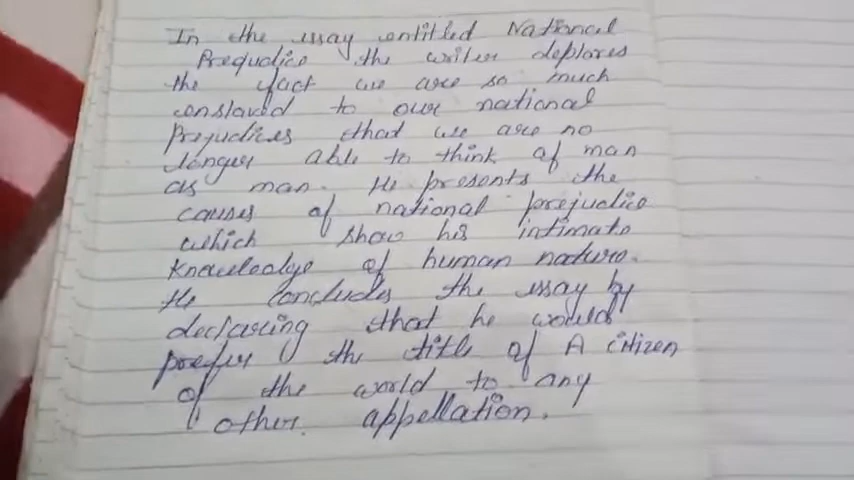 In the essay entitled National
Prequdice the writer deplores
the fact we are so much
enslaved to our national
Prejudices that we are no
longer able to think of man
as man. He presents the
causes of national prejudice
which show his intimate
knowledge of human nature.
He concludes the essay by
declaring that he would
prefer the title of A citizen
of the world to any
other appellation.